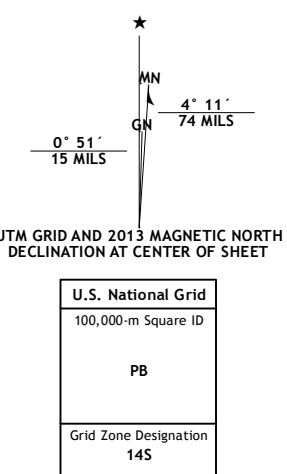 ★
MN
GN
4° 11´
74 MILS
0° 51´
15 MILS
UTM GRID AND 2013 MAGNETIC NORTH
DECLINATION AT CENTER OF SHEET
U.S. National Grid
100,000-m Square ID
PB
Grid Zone Designation
14S